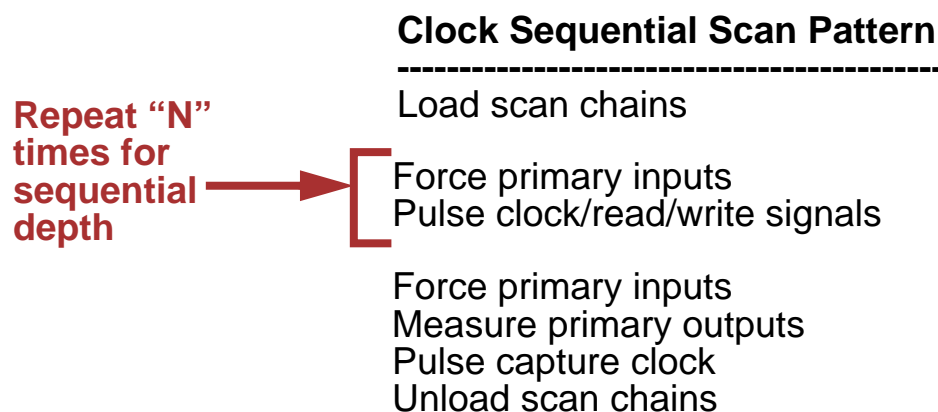 Clock Sequential Scan Pattern
--------------------------------------------
Load scan chains
Repeat “N”
times for
sequential
depth
Force primary inputs
Pulse clock/read/write signals
Force primary inputs
Measure primary outputs
Pulse capture clock
Unload scan chains